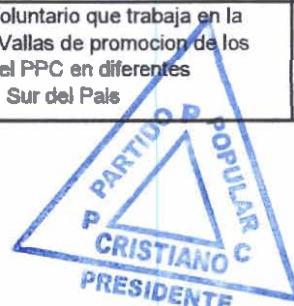 oluntario que trabaja en la
Vallas de promocion de los
el PPC en diferentes
Sur del Pais
PARTIDO POPULAR
CRISTIANO
P P C
PRESIDENTE